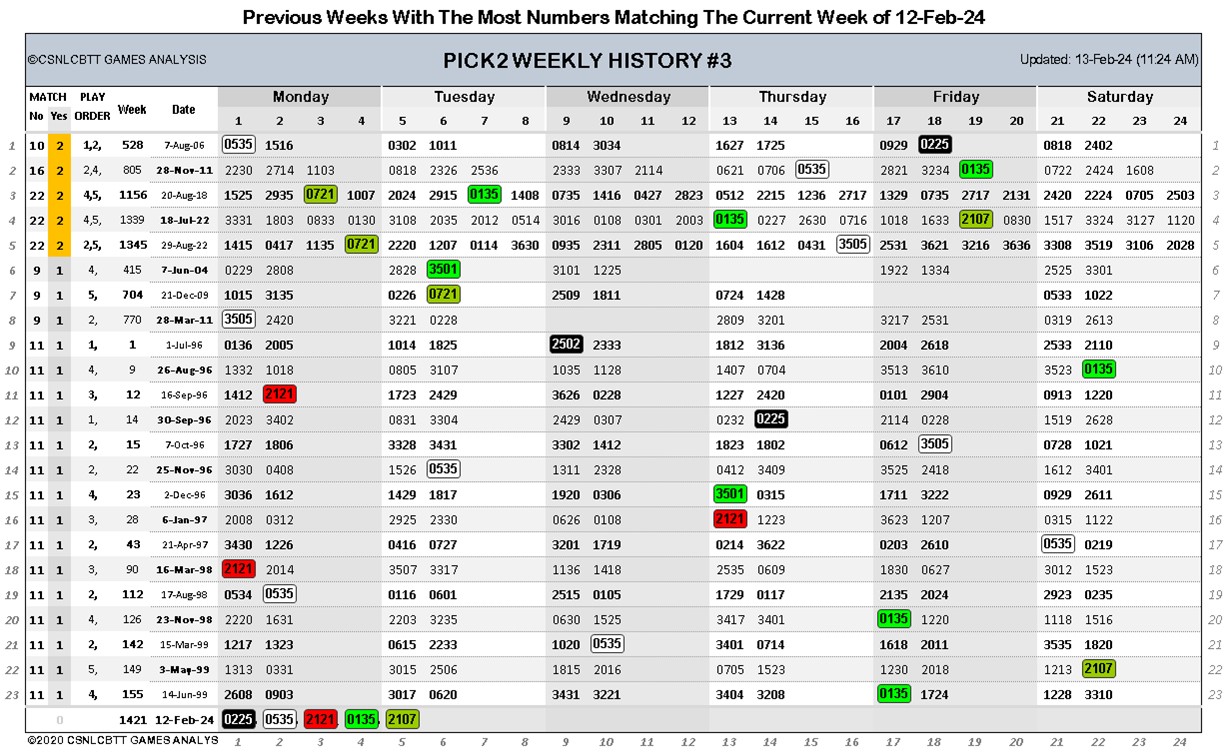 Previous Weeks With The Most Numbers Matching The Current Week of 12-Feb-24
©CSNLCBTT GAMES ANALYSIS PICK2 WEEKLY HISTORY #3 Updated: 13-Feb-24 (11:24 AM)
MATCH PLAY Week Date Monday Tuesday Wednesday Thursday Friday Saturday
No Yes ORDER 1 2 3 4 5 6 7 8 9 10 11 12 13 14 15 16 17 18 19 20 21 22 23 24
1 10 2 1,2, 528 7-Aug-06 0535 1516 0302 1011 0814 3034 1627 1725 0929 0225 0818 2402 1
2 16 2 2,4, 805 28-Nov-11 2230 2714 1103 2407 1326 2536 2333 3307 2114 0621 0706 0535 2821 3234 0135 0722 2424 1608 2
3 22 2 4,5, 1156 20-Aug-18 1525 2935 0721 1007 2024 2915 0135 1408 0735 1416 0427 2823 0512 2215 1236 2717 1329 0735 2717 2131 2420 2224 0705 2503 3
4 22 2 4,5, 1339 18-Jul-22 3331 1803 0833 0130 3108 2035 2012 0514 3016 0108 0301 2003 0135 0227 2630 0716 1018 1633 2107 0830 1517 3324 3127 1120 4
5 22 2 2,5, 1345 29-Aug-22 1415 0417 1135 0721 2220 1207 0114 3630 0935 2311 2805 0120 1604 1612 0431 3505 2531 3621 3216 3636 3308 3519 3106 2028 5
6 9 1 4, 415 7-Jun-04 0229 2808 2828 3501 3101 1225 1922 1334 2525 3301 6
7 9 1 5, 704 21-Dec-09 1015 3135 0226 0721 2509 1811 0724 1428 0533 1022 7
8 9 1 2, 770 28-Mar-11 3505 2420 3221 0228 2809 3201 3217 2531 0319 2613 8
9 11 1 1, 1 1-Jul-96 0136 2005 1014 1825 2502 2333 1812 3136 2004 2618 2533 2110 9
10 11 1 4, 9 26-Aug-96 1332 1018 0805 3107 1035 1128 1407 0704 3513 3610 3523 0135 10
11 11 1 3, 12 16-Sep-96 1412 2121 1723 2429 3626 0228 1227 2420 0101 2904 0913 1220 11
12 11 1 1, 14 30-Sep-96 2023 3402 0831 3304 2429 0307 0232 0225 2114 0228 1519 2628 12
13 11 1 2, 15 7-Oct-96 1727 1806 3328 3431 3302 1412 1823 1802 0612 3505 0728 1021 13
14 11 1 2, 22 25-Nov-96 3030 0408 1526 0535 1311 2328 0412 3409 3525 2418 1612 3401 14
15 11 1 4, 23 2-Dec-96 3036 1612 1429 1817 1920 0306 3501 0315 1711 3222 0929 2611 15
16 11 1 3, 28 6-Jan-97 2008 0312 2925 2330 0626 0108 2121 1223 3623 1207 0315 1122 16
17 11 1 2, 43 21-Apr-97 3430 1226 0416 0727 3201 1719 0214 3622 0203 2610 0535 0219 17
18 11 1 3, 90 16-Mar-98 2121 2014 3507 3317 1136 1418 2535 0609 1830 0627 3012 1523 18
19 11 1 2, 112 17-Aug-98 0534 0535 0116 0601 2515 0105 1729 0117 2135 2024 2923 0235 19
20 11 1 4, 126 23-Nov-98 2220 1631 2203 3235 0630 1525 3417 3401 0135 1220 1118 1516 20
21 11 1 2, 142 15-Mar-99 1217 1323 0615 2233 1020 0535 3401 0714 1618 2011 3535 1820 21
22 11 1 5, 149 3-May-99 1313 0331 3015 2506 1815 2016 0705 1523 1230 2018 1213 2107 22
23 11 1 4, 155 14-Jun-99 2608 0903 3017 0620 3431 3221 3404 3208 0135 1724 1228 3310 23
0 1421 12-Feb-24 0225, 0535, 2121, 0135, 2107
©2020 CSNLCBTT GAMES ANALYS 1 2 3 4 5 6 7 8 9 10 11 12 13 14 15 16 17 18 19 20 21 22 23 24